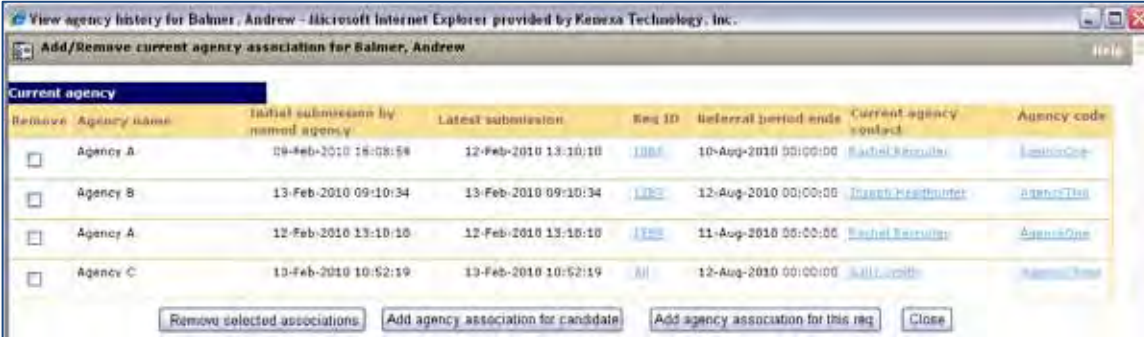 View agency history for Balmer, Andrew - Microsoft Internet Explorer provided by Kenexa Technology, Inc.
Add/Remove current agency association for Balmer, Andrew Help
Current agency
Remove Agency name Initial submission by named agency Latest submission Req ID Referral period ends Current agency contact Agency code
Agency A 09-Feb-2010 16:08:59 12-Feb-2010 13:10:10 10-Aug-2010 00:00:00 Rachel Recruiter AgencyOne
Agency B 13-Feb-2010 09:10:34 13-Feb-2010 09:10:34 12-Aug-2010 00:00:00 Joseph Headhunter AgencyTwo
Agency A 12-Feb-2010 13:10:10 12-Feb-2010 13:10:10 11-Aug-2010 00:00:00 Rachel Recruiter AgencyOne
Agency C 13-Feb-2010 10:52:19 13-Feb-2010 10:52:19 All 12-Aug-2010 00:00:00
Remove selected associations Add agency association for candidate Add agency association for this req Close